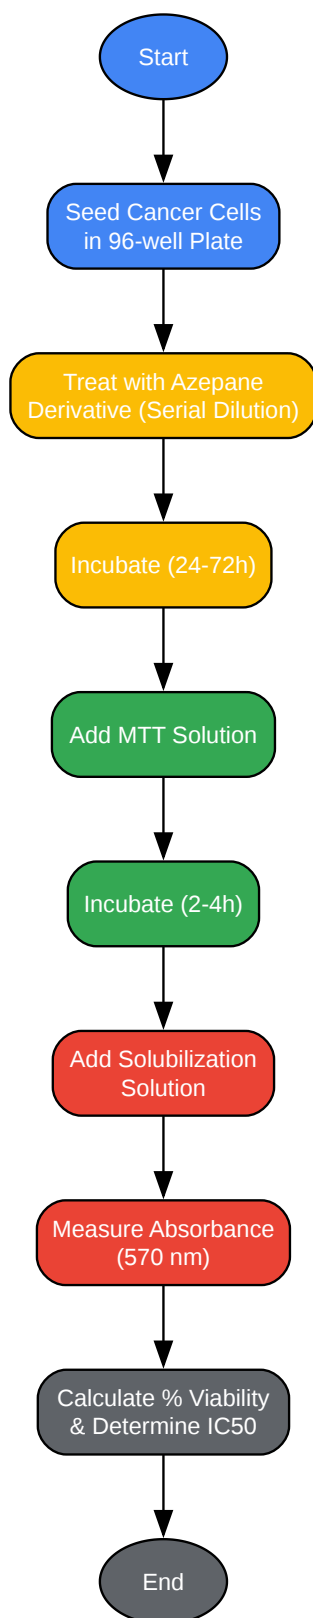 Start
Seed Cancer Cells
in 96-well Plate
Treat with Azepane
Derivative (Serial Dilution)
Incubate (24-72h)
Add MTT Solution
Incubate (2-4h)
Add Solubilization
Solution
Measure Absorbance
(570 nm)
Calculate % Viability
& Determine IC50
End